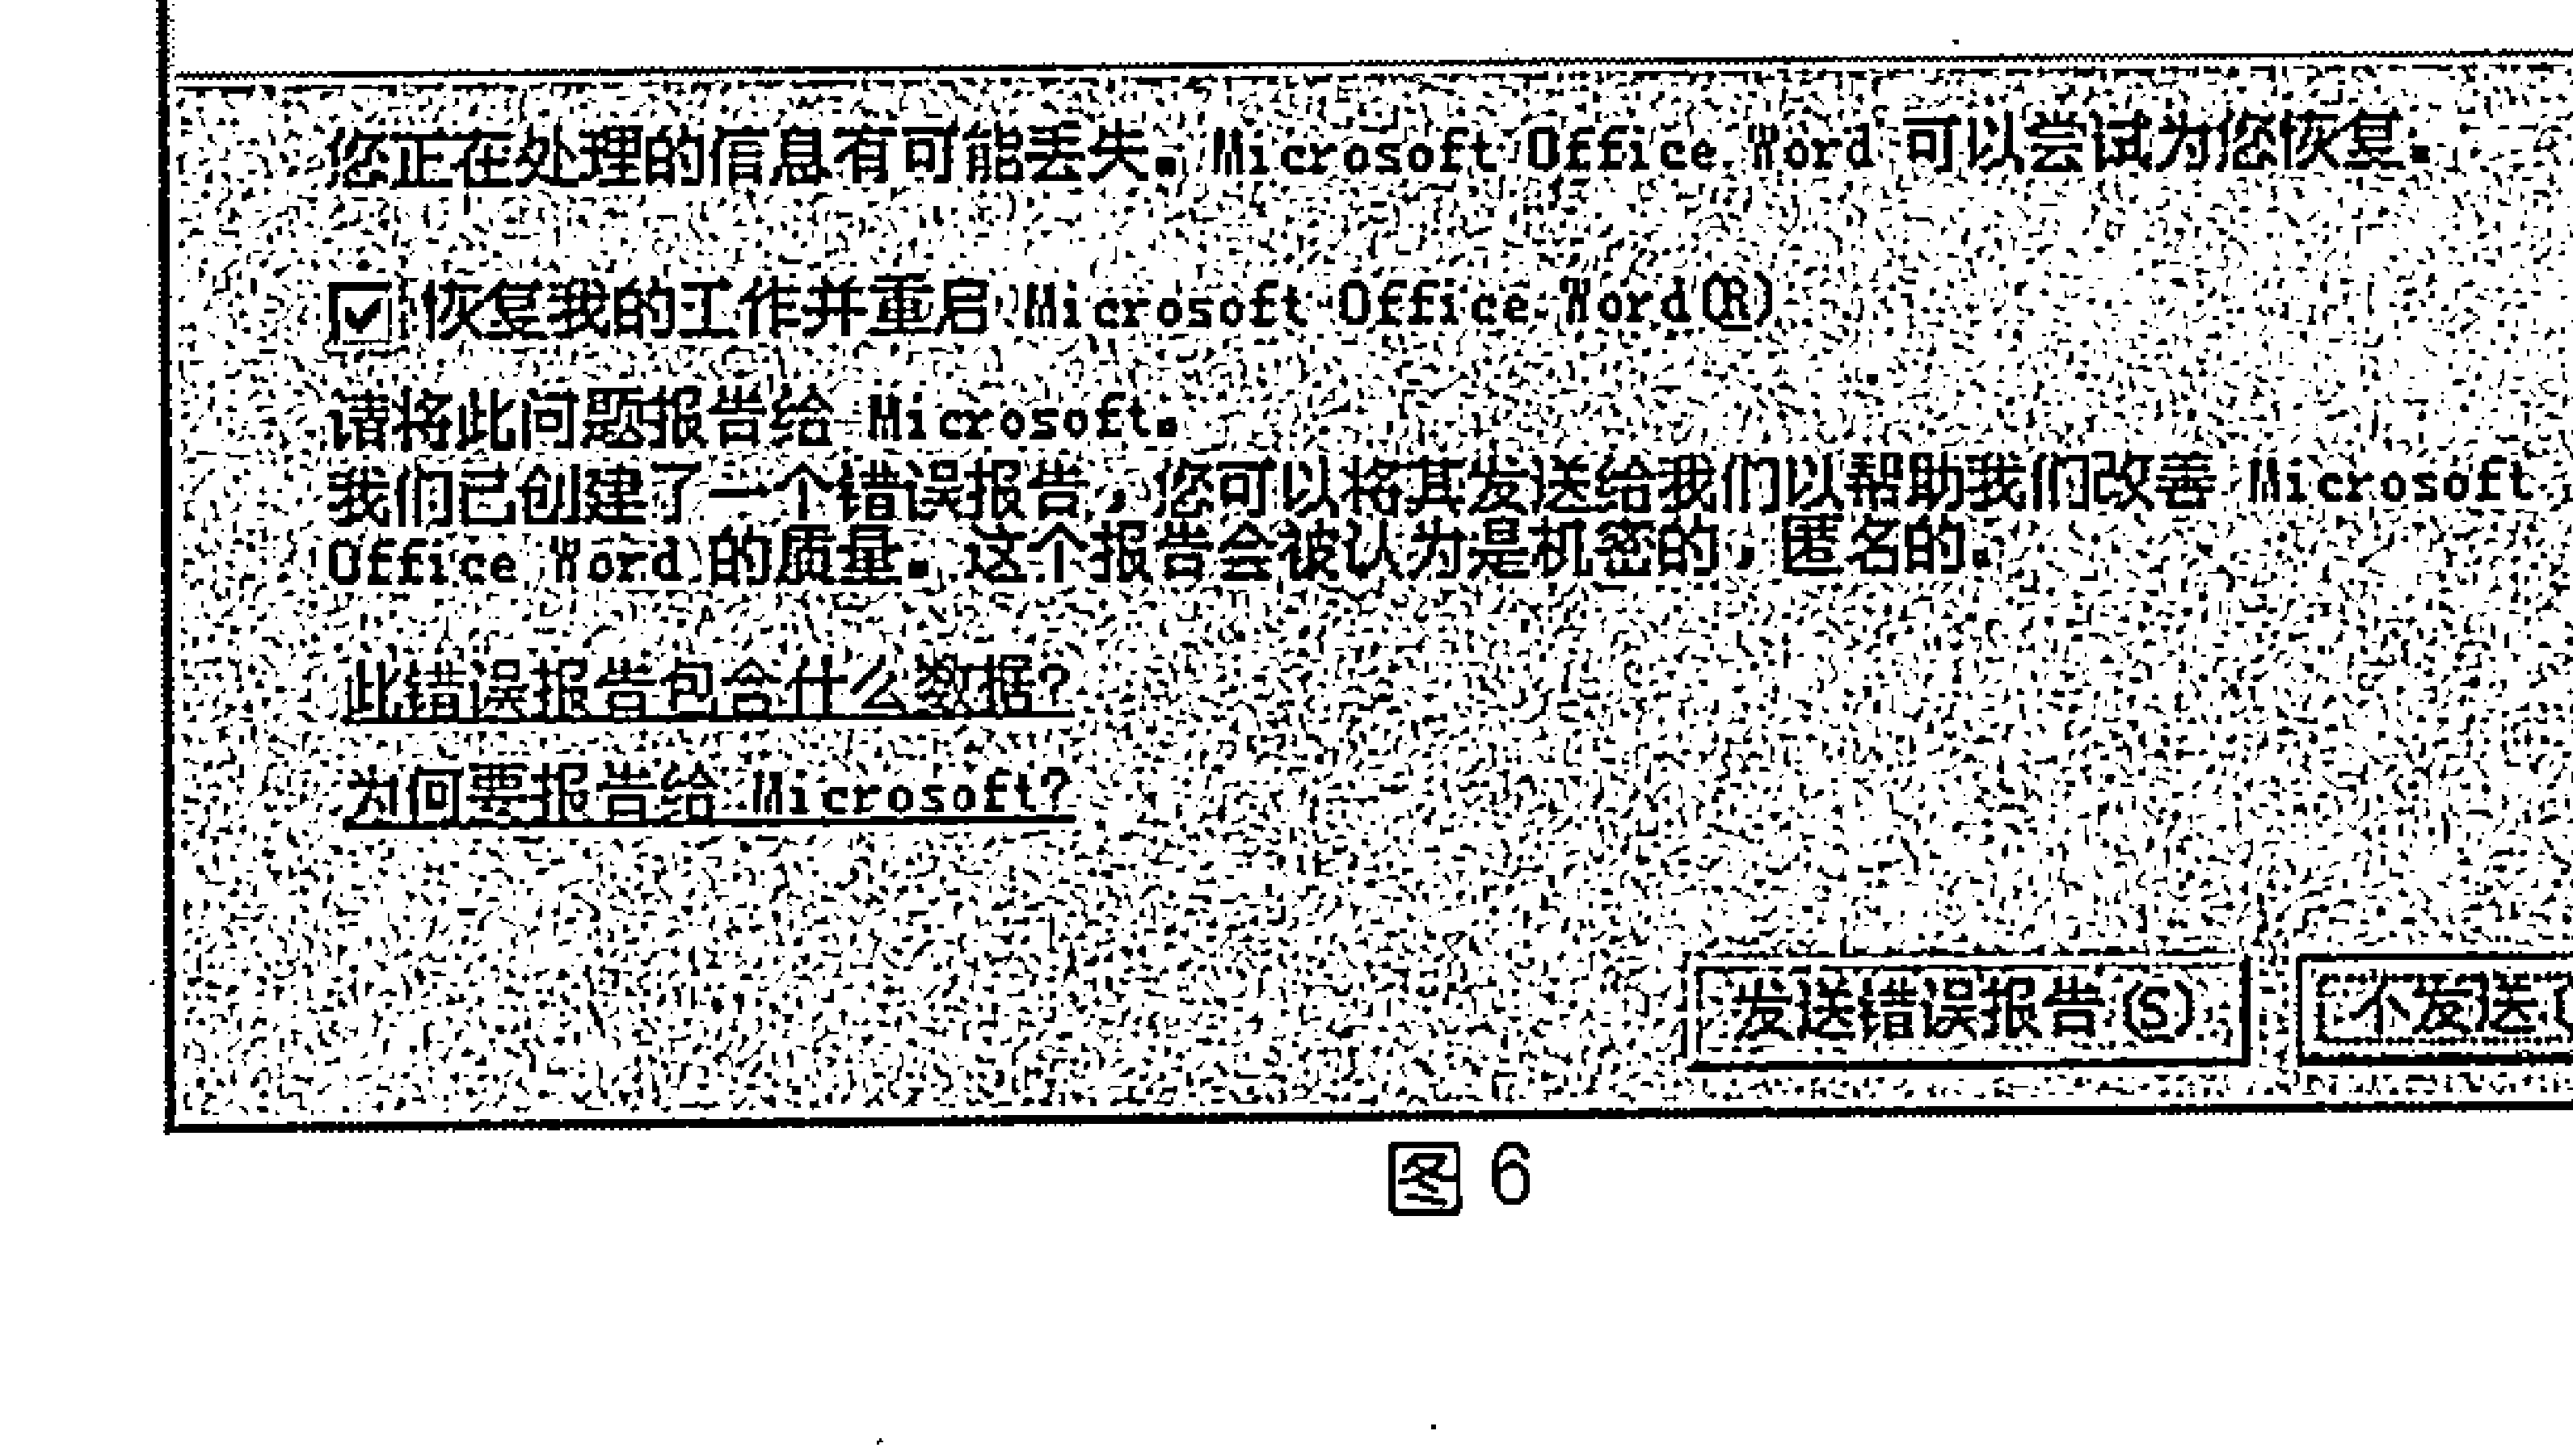 您正在处理的信息有可能丢失。Microsoft Office Word 可以尝试为您恢复。
恢复我的工作并重启 Microsoft Office Word(R)
请将此问题报告给 Microsoft。
我们已创建了一个错误报告，您可以将其发送给我们以帮助我们改善 Microsoft
Office Word 的质量。这个报告会被认为是机密的，匿名的。
此错误报告包含什么数据?
为何要报告给 Microsoft?
发送错误报告(S) 不发送(
图 6